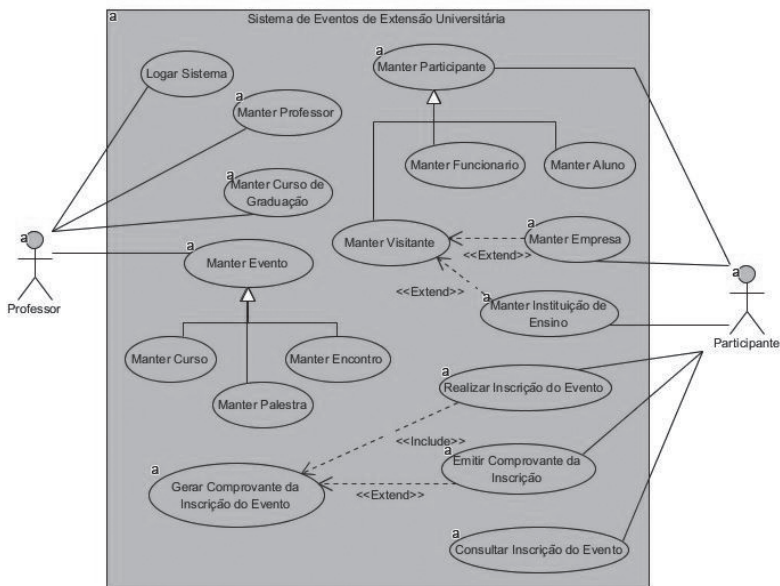 a
Sistema de Eventos de Extensão Universitária
Logar Sistema
a
Manter Professor
a
Manter Curso de
Graduação
a
Manter Evento
Manter Curso
Manter Encontro
Manter Palestra
a
Manter Participante
Manter Funcionario
Manter Aluno
Manter Visitante
a
Manter Empresa
<<Extend>>
<<Extend>>
a
Manter Instituição de
Ensino
a
Realizar Inscrição do Evento
<<Include>>
a
Emitir Comprovante da
Inscrição
<<Extend>>
a
Gerar Comprovante da
Inscrição do Evento
a
Consultar Inscrição do Evento
a
Professor
a
Participante